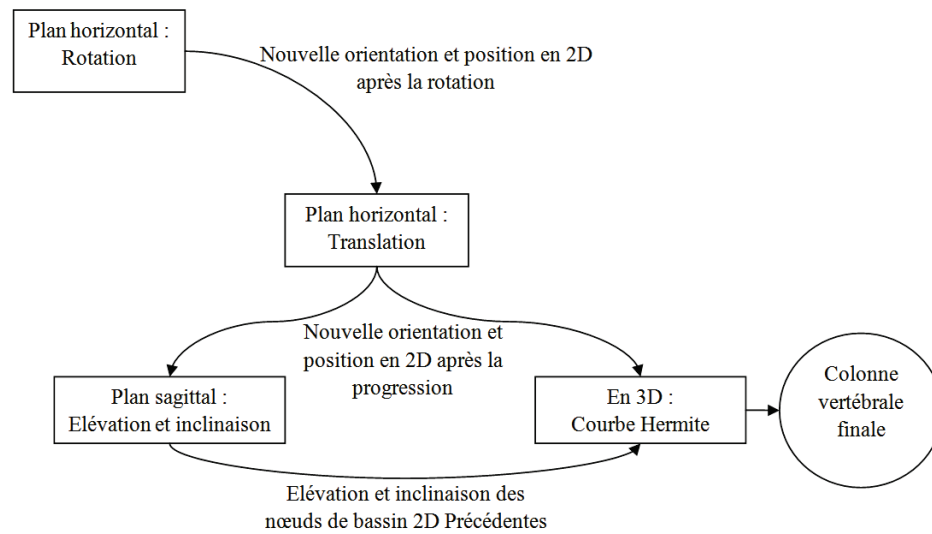 Plan horizontal :
Rotation
Nouvelle orientation et position en 2D
après la rotation
Plan horizontal :
Translation
Nouvelle orientation et
position en 2D après la
progression
Plan sagittal :
Elévation et inclinaison
En 3D :
Courbe Hermite
Colonne
vertébrale
finale
Elévation et inclinaison des
nœuds de bassin 2D Précédentes